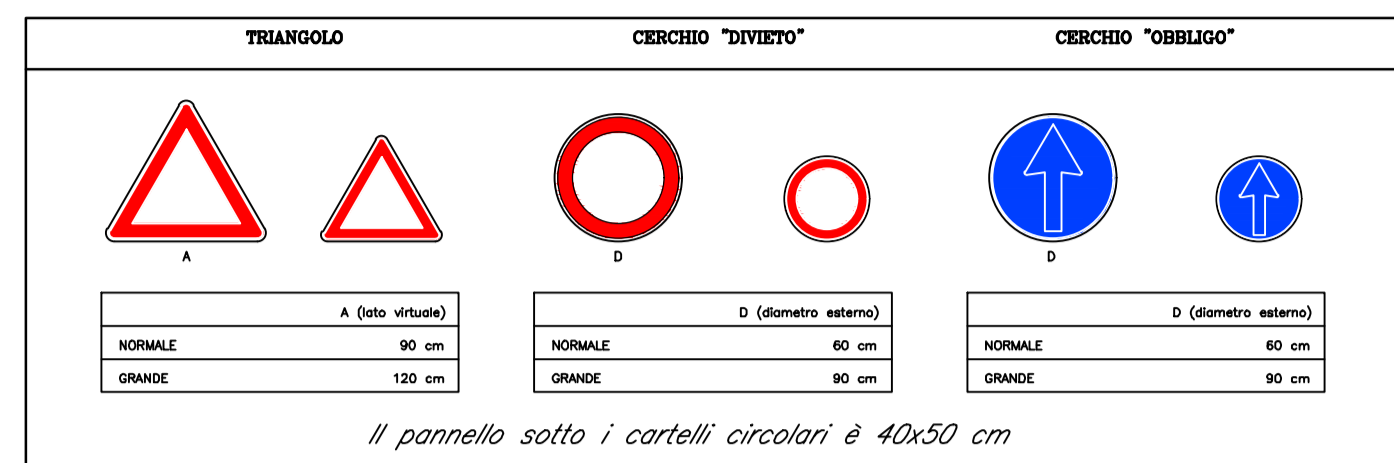 TRIANGOLO CERCHIO "DIVIETO" CERCHIO "OBBLIGO"
A D D
A (lato virtuale) D (diametro esterno) D (diametro esterno)
NORMALE 90 cm NORMALE 60 cm NORMALE 60 cm
GRANDE 120 cm GRANDE 90 cm GRANDE 90 cm
Il pannello sotto i cartelli circolari è 40x50 cm